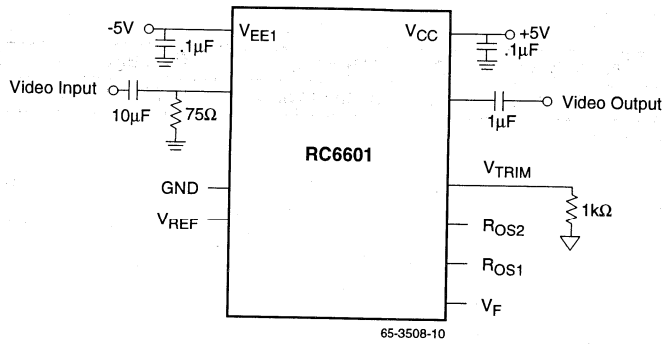 -5V
.1μF
VEE1
VCC
+5V
.1μF
Video Input
10μF
75Ω
1μF
Video Output
RC6601
VTRIM
GND
1kΩ
VREF
ROS2
ROS1
VF
65-3508-10